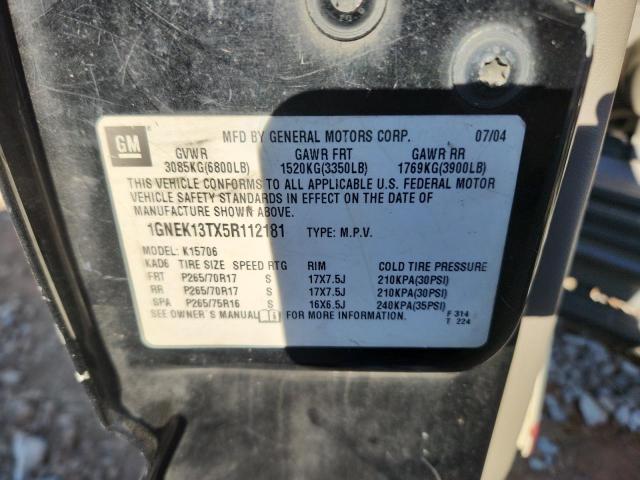 GM
MFD BY GENERAL MOTORS CORP. 07/04
GVWR GAWR FRT GAWR RR
3085KG(6800LB) 1520KG(3350LB) 1769KG(3900LB)
THIS VEHICLE CONFORMS TO ALL APPLICABLE U.S. FEDERAL MOTOR
VEHICLE SAFETY STANDARDS IN EFFECT ON THE DATE OF
MANUFACTURE SHOWN ABOVE.
1GNEK13TX5R112181 TYPE: M.P.V.
MODEL: K15706
KAD6 TIRE SIZE SPEED RTG RIM COLD TIRE PRESSURE
FRT P265/70R17 S 17X7.5J 210KPA(30PSI)
RR P265/70R17 S 17X7.5J 210KPA(30PSI)
SPA P265/75R16 S 16X6.5J 240KPA(35PSI)
SEE OWNER'S MANUAL FOR MORE INFORMATION. F 314
T 224